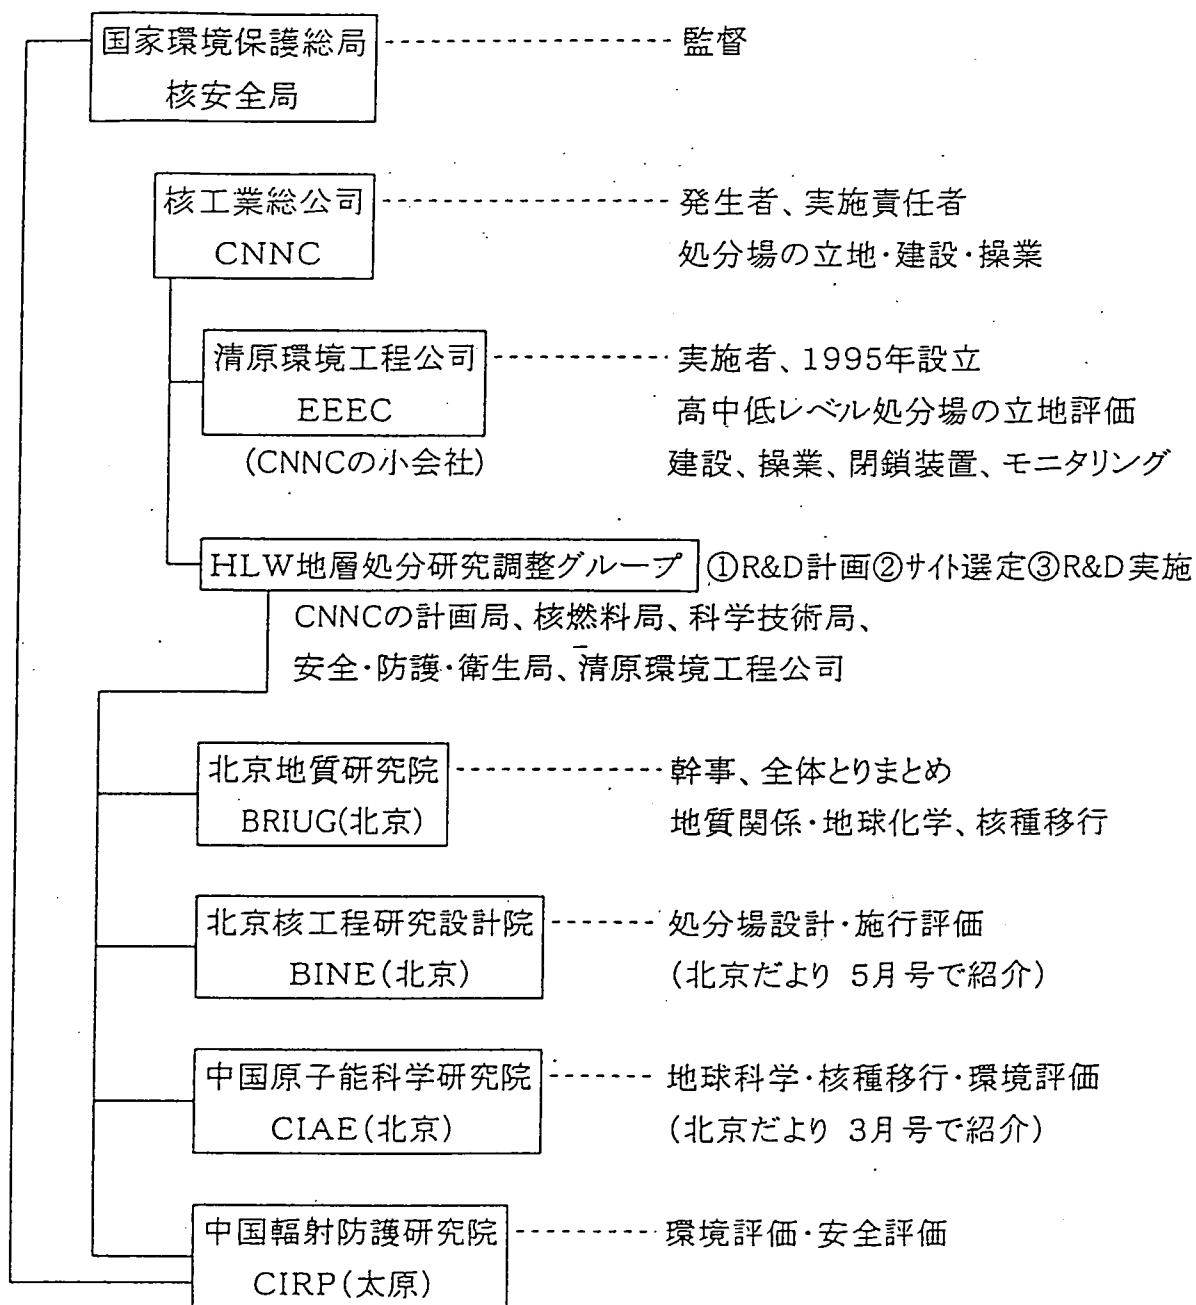 国家環境保護総局 監督
核安全局
核工業総公司 発生者、実施責任者
CNNC 処分場の立地・建設・操業
清原環境工程公司 実施者、1995年設立
EEEC 高中低レベル処分場の立地評価
(CNNCの小会社) 建設、操業、閉鎖装置、モニタリング
HLW地層処分研究調整グループ ①R&D計画②サイト選定③R&D実施
CNNCの計画局、核燃料局、科学技術局、
安全・防護・衛生局、清原環境工程公司
北京地質研究院 幹事、全体とりまとめ
BRIUG(北京) 地質関係・地球化学、核種移行
北京核工程研究設計院 処分場設計・施行評価
BINE(北京) (北京だより 5月号で紹介)
中国原子能科学研究院 地球科学・核種移行・環境評価
CIAE(北京) (北京だより 3月号で紹介)
中国輻射防護研究院 環境評価・安全評価
CIRP(太原)